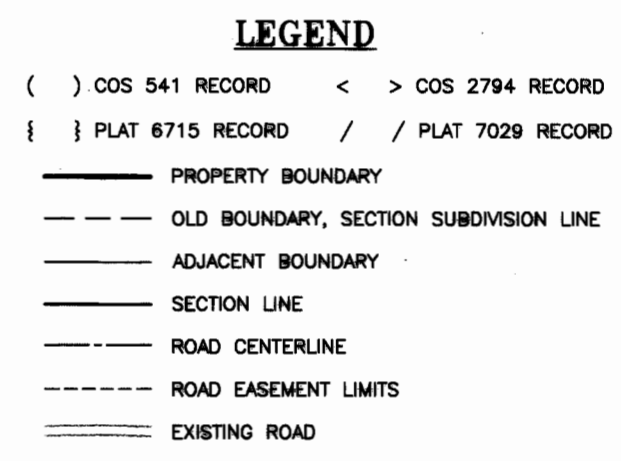 LEGEND
( ) COS 541 RECORD < > COS 2794 RECORD
{ } PLAT 6715 RECORD / / PLAT 7029 RECORD
PROPERTY BOUNDARY
OLD BOUNDARY, SECTION SUBDIVISION LINE
ADJACENT BOUNDARY
SECTION LINE
ROAD CENTERLINE
ROAD EASEMENT LIMITS
EXISTING ROAD